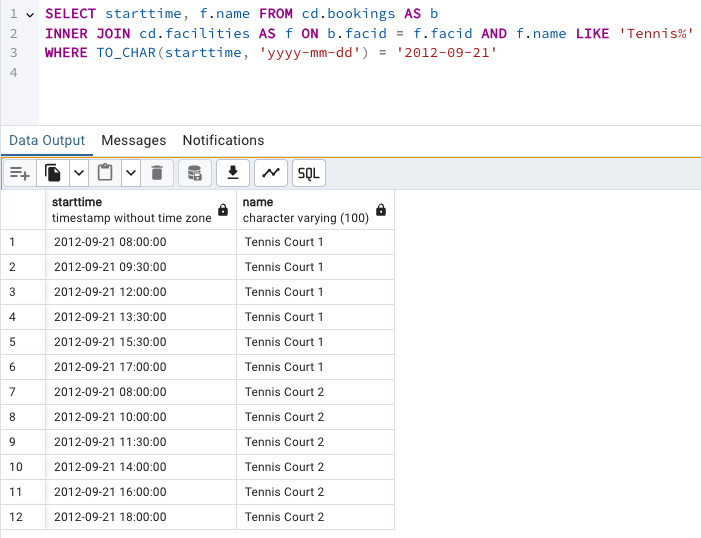 1 SELECT starttime, f.name FROM cd.bookings AS b
2 INNER JOIN cd.facilities AS f ON b.facid = f.facid AND f.name LIKE 'Tennis%'
3 WHERE TO_CHAR(starttime, 'yyyy-mm-dd') = '2012-09-21'
4
Data Output Messages Notifications
SQL
starttime name
timestamp without time zone character varying (100)
1 2012-09-21 08:00:00 Tennis Court 1
2 2012-09-21 09:30:00 Tennis Court 1
3 2012-09-21 12:00:00 Tennis Court 1
4 2012-09-21 13:30:00 Tennis Court 1
5 2012-09-21 15:30:00 Tennis Court 1
6 2012-09-21 17:00:00 Tennis Court 1
7 2012-09-21 08:00:00 Tennis Court 2
8 2012-09-21 10:00:00 Tennis Court 2
9 2012-09-21 11:30:00 Tennis Court 2
10 2012-09-21 14:00:00 Tennis Court 2
11 2012-09-21 16:00:00 Tennis Court 2
12 2012-09-21 18:00:00 Tennis Court 2